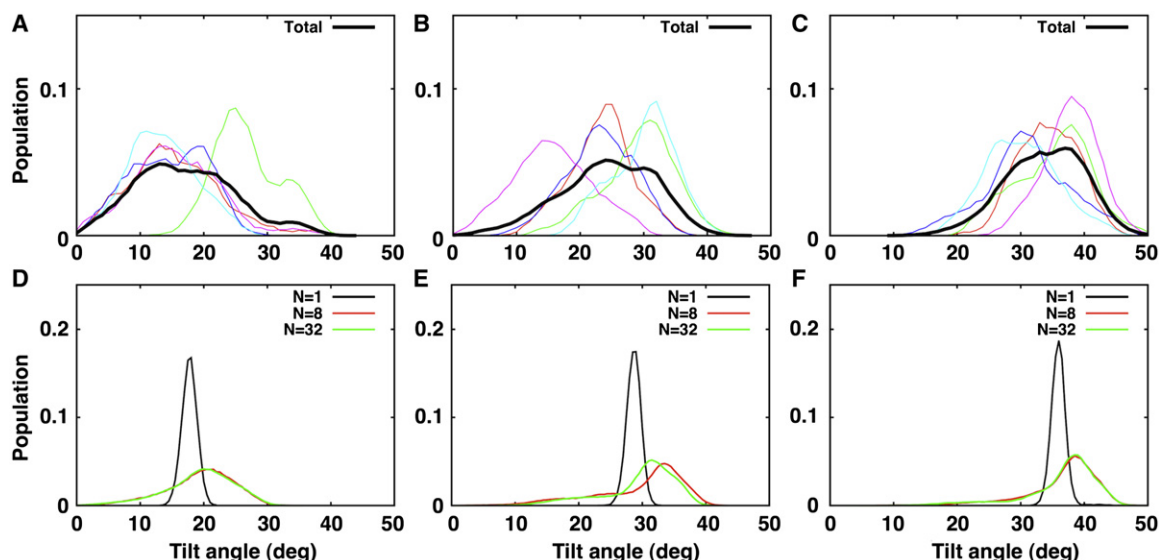 A Total
B Total
C Total
Population
0.1
0
0 10 20 30 40 50
0.1
0
0 10 20 30 40 50
0.1
0
0 10 20 30 40 50
D N=1
N=8
N=32
E N=1
N=8
N=32
F N=1
N=8
N=32
Population
0.2
0.1
0
0 10 20 30 40 50
Tilt angle (deg)
0.2
0.1
0
0 10 20 30 40 50
Tilt angle (deg)
0.2
0.1
0
0 10 20 30 40 50
Tilt angle (deg)